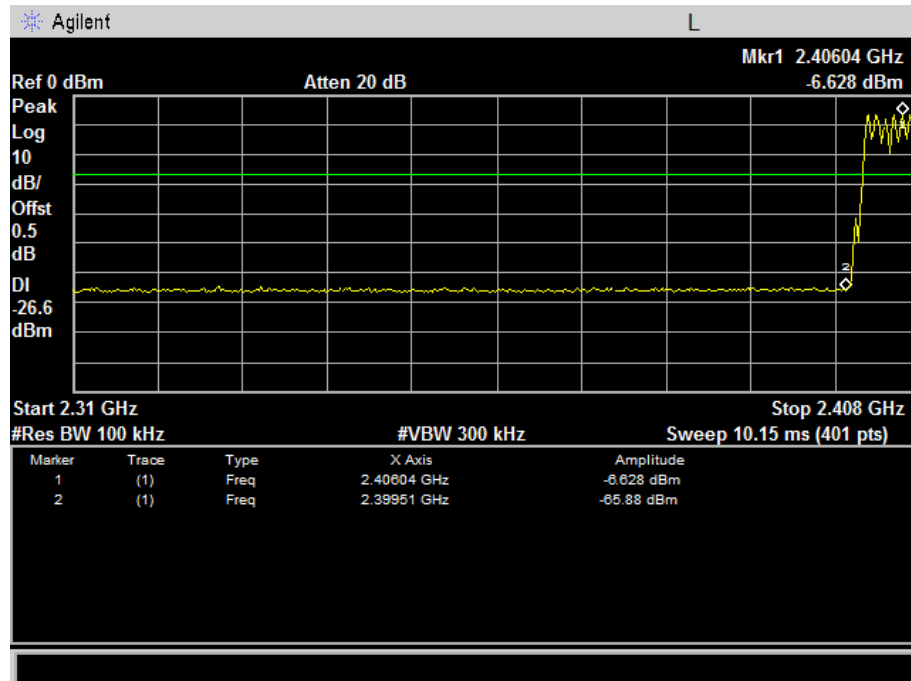 Agilent L
Mkr1 2.40604 GHz
Ref 0 dBm Atten 20 dB -6.628 dBm
Peak
Log
10
dB/
Offst
0.5
dB
DI
-26.6
dBm
1
2
Start 2.31 GHz Stop 2.408 GHz
#Res BW 100 kHz #VBW 300 kHz Sweep 10.15 ms (401 pts)
Marker Trace Type X Axis Amplitude
1 (1) Freq 2.40604 GHz -6.628 dBm
2 (1) Freq 2.39951 GHz -65.88 dBm